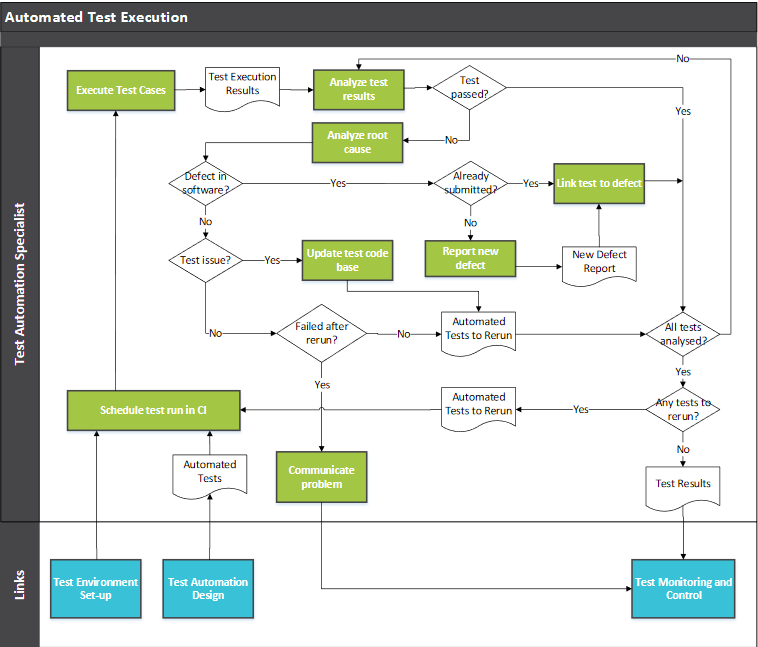 Automated Test Execution
Test Automation Specialist
Execute Test Cases
Test Execution
Results
Analyze test
results
Test
passed?
No
Yes
Analyze root
cause
No
Defect in
software?
Yes
Already
submitted?
Yes
Link test to defect
No
No
Test issue?
Yes
Update test code
base
Report new
defect
New Defect
Report
No
Failed after
rerun?
No
Automated
Tests to Rerun
All tests
analysed?
Yes
Yes
Schedule test run in CI
Automated
Tests to Rerun
Yes
Any tests to
rerun?
No
Automated
Tests
Communicate
problem
Test Results
Links
Test Environment
Set-up
Test Automation
Design
Test Monitoring and
Control